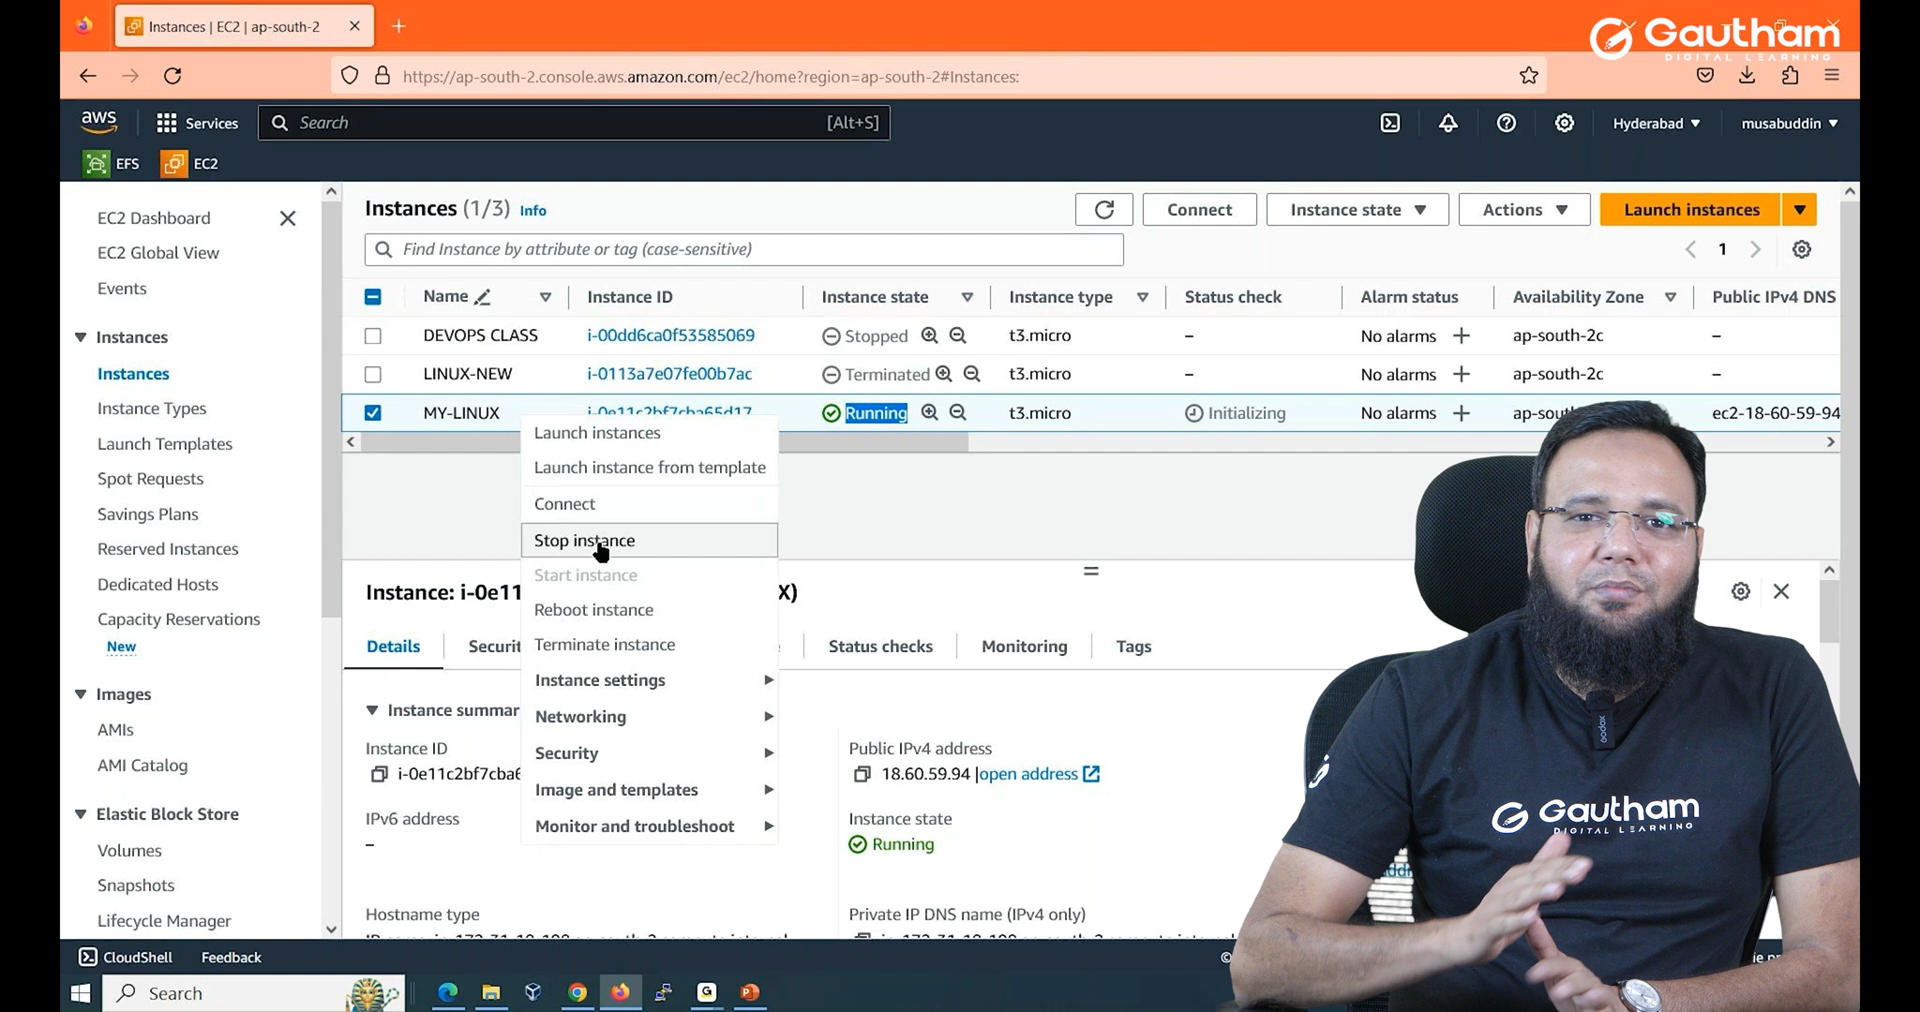 Instances | EC2 | ap-south-2
Gautham
DIGITAL LEARNING
https://ap-south-2.console.aws.amazon.com/ec2/home?region=ap-south-2#Instances:
aws
Services
Search
[Alt+S]
Hyderabad
musabuddin
EFS
EC2
EC2 Dashboard
EC2 Global View
Events
Instances
Instances
Instance Types
Launch Templates
Spot Requests
Savings Plans
Reserved Instances
Dedicated Hosts
Capacity Reservations
New
Images
AMIs
AMI Catalog
Elastic Block Store
Volumes
Snapshots
Lifecycle Manager
Instances (1/3) Info
Connect
Instance state
Actions
Launch instances
Find Instance by attribute or tag (case-sensitive)
1
Name Instance ID Instance state Instance type Status check Alarm status Availability Zone Public IPv4 DNS
DEVOPS CLASS i-00dd6ca0f53585069 Stopped t3.micro – No alarms + ap-south-2c –
LINUX-NEW i-0113a7e07fe00b7ac Terminated t3.micro – No alarms + ap-south-2c –
MY-LINUX i-0e11c2bf7cba65d17 Running t3.micro Initializing No alarms + ap-sout ec2-18-60-59-94
Launch instances
Launch instance from template
Connect
Stop instance
Start instance
Reboot instance
Terminate instance
Instance settings
Networking
Security
Image and templates
Monitor and troubleshoot
Instance: i-0e11 X)
Details Securit Status checks Monitoring Tags
Instance summar
Instance ID
i-0e11c2bf7cba6
IPv6 address
–
Hostname type
Public IPv4 address
18.60.59.94 |open address
Instance state
Running
Private IP DNS name (IPv4 only)
Gautham
DIGITAL LEARNING
Godox
CloudShell Feedback
©
Search